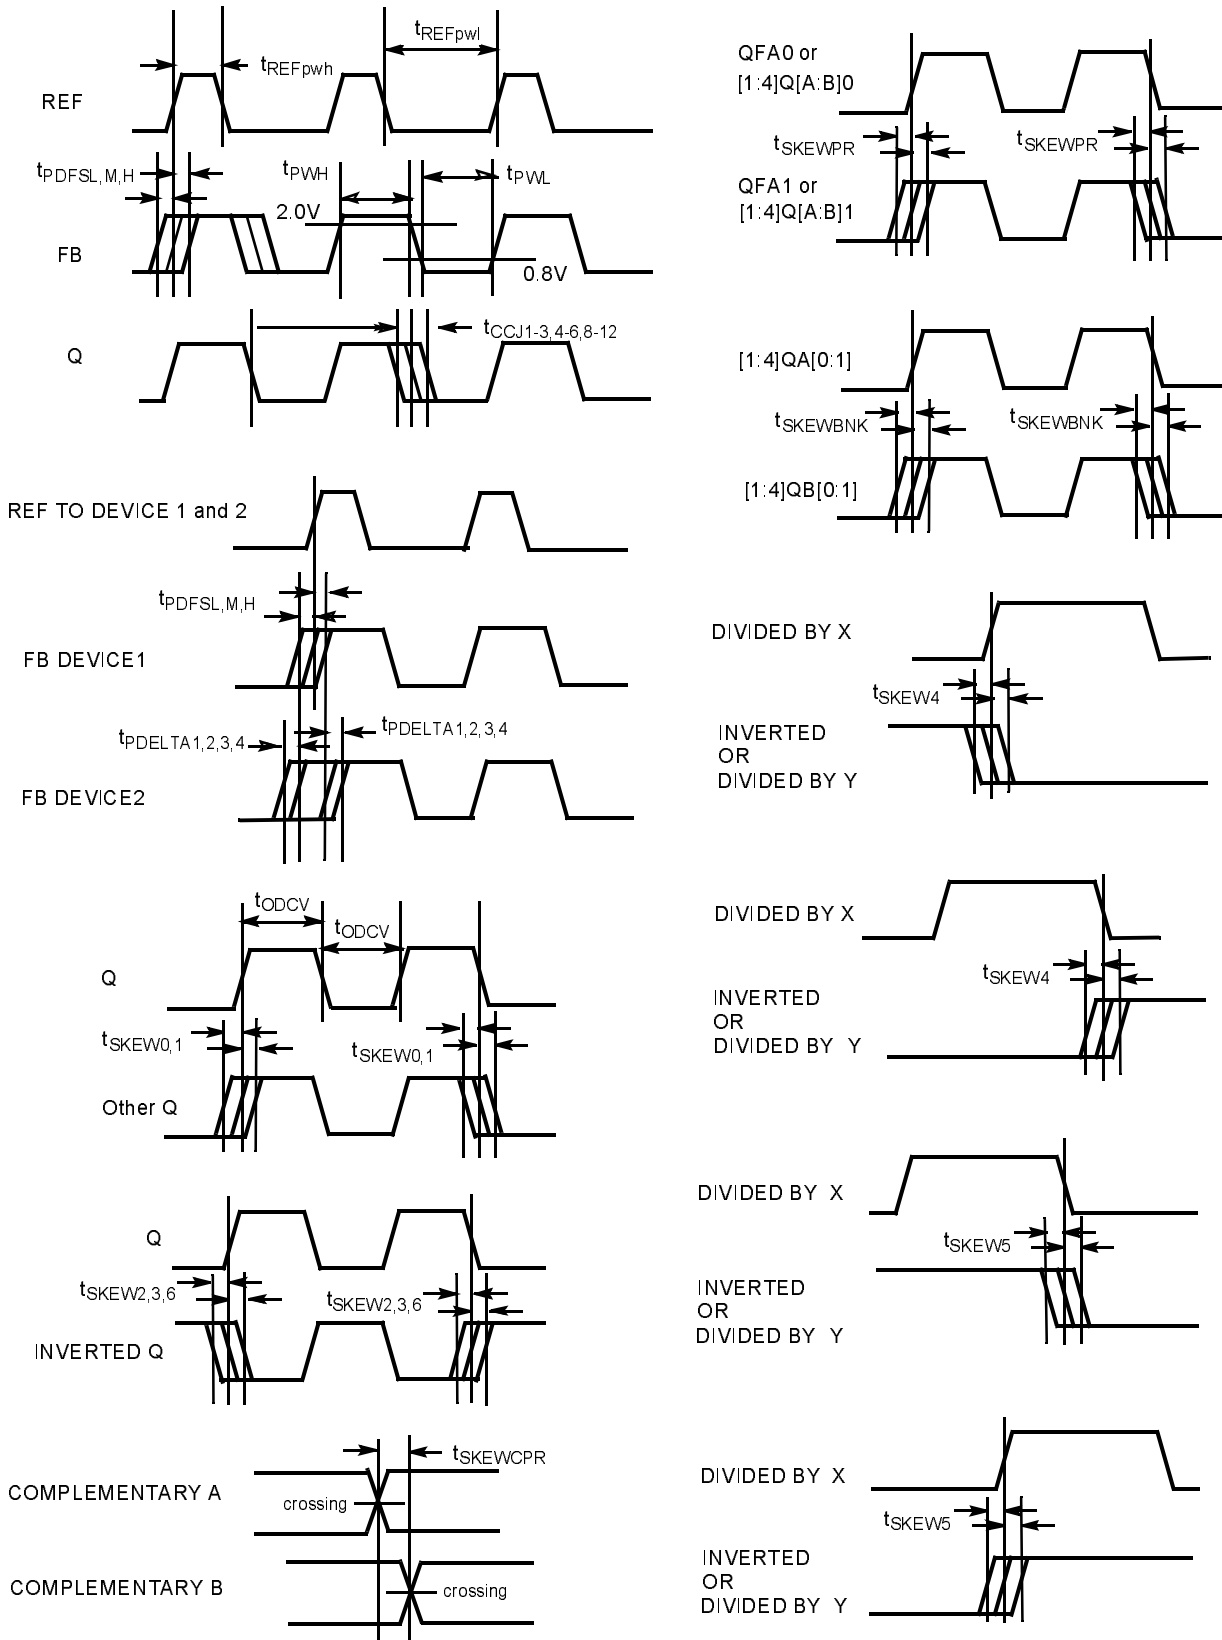 tREFpwl
tREFpwh
REF
tPDFSL,M,H
tPWH
tPWL
2.0V
FB
0.8V
tCCJ1-3,4-6,8-12
Q
REF TO DEVICE 1 and 2
tPDFSL,M,H
FB DEVICE1
tPDELTA1,2,3,4
tPDELTA1,2,3,4
FB DEVICE2
tODCV
tODCV
Q
tSKEW0,1
tSKEW0,1
Other Q
Q
tSKEW2,3,6
tSKEW2,3,6
INVERTED Q
tSKEWCPR
COMPLEMENTARY A
crossing
COMPLEMENTARY B
crossing
QFA0 or
[1:4]Q[A:B]0
tSKEWPR
tSKEWPR
QFA1 or
[1:4]Q[A:B]1
[1:4]QA[0:1]
tSKEWBNK
tSKEWBNK
[1:4]QB[0:1]
DIVIDED BY X
tSKEW4
INVERTED
OR
DIVIDED BY Y
DIVIDED BY X
tSKEW4
INVERTED
OR
DIVIDED BY Y
DIVIDED BY X
tSKEW5
INVERTED
OR
DIVIDED BY Y
DIVIDED BY X
tSKEW5
INVERTED
OR
DIVIDED BY Y